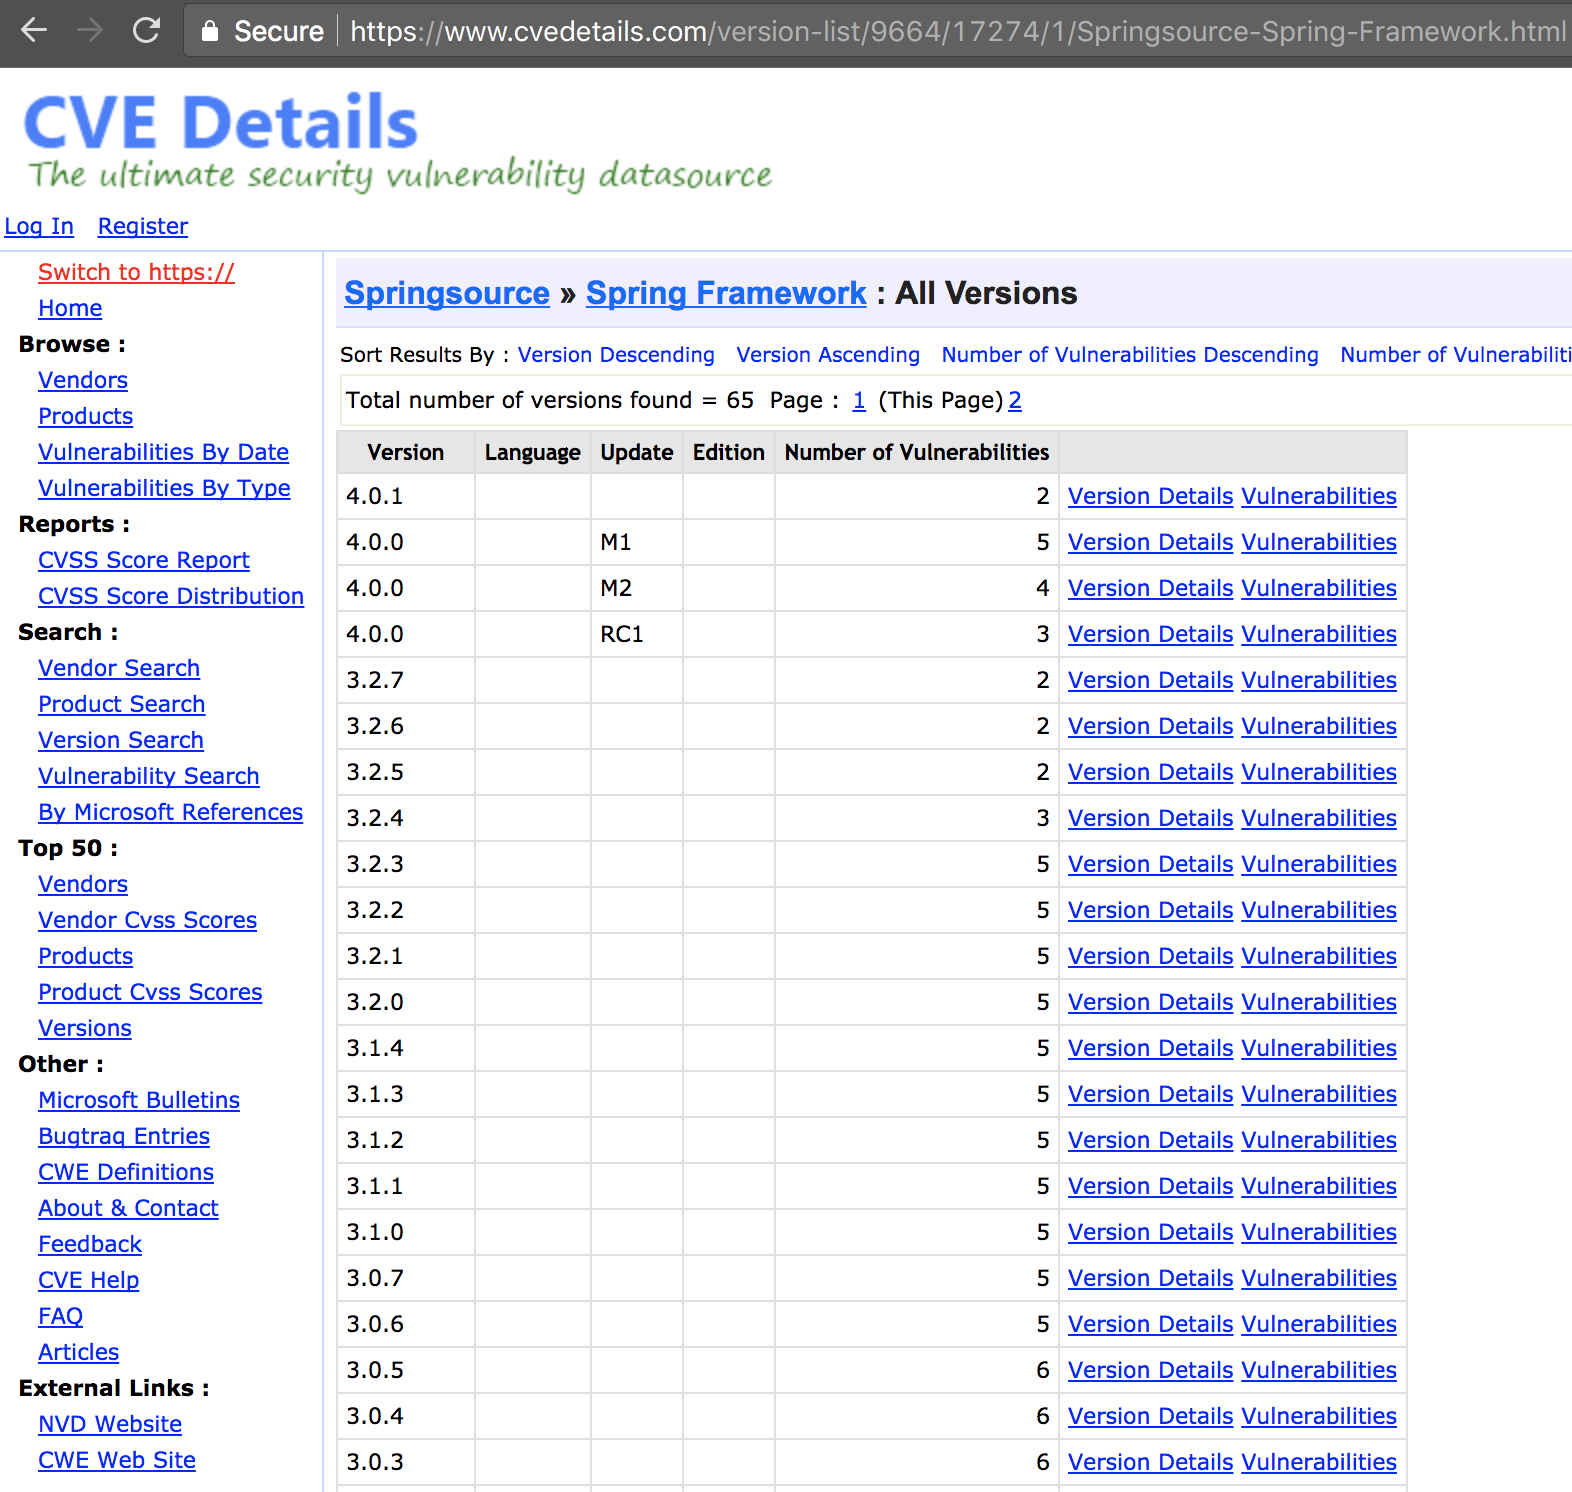 Secure https://www.cvedetails.com/version-list/9664/17274/1/Springsource-Spring-Framework.html
CVE Details
The ultimate security vulnerability datasource
Log In Register
Switch to https://
Home
Browse :
Vendors
Products
Vulnerabilities By Date
Vulnerabilities By Type
Reports :
CVSS Score Report
CVSS Score Distribution
Search :
Vendor Search
Product Search
Version Search
Vulnerability Search
By Microsoft References
Top 50 :
Vendors
Vendor Cvss Scores
Products
Product Cvss Scores
Versions
Other :
Microsoft Bulletins
Bugtraq Entries
CWE Definitions
About & Contact
Feedback
CVE Help
FAQ
Articles
External Links :
NVD Website
CWE Web Site
Springsource » Spring Framework : All Versions
Sort Results By : Version Descending Version Ascending Number of Vulnerabilities Descending Number of Vulnerabiliti
Total number of versions found = 65 Page : 1 (This Page) 2
Version Language Update Edition Number of Vulnerabilities
4.0.1 2 Version Details Vulnerabilities
4.0.0 M1 5 Version Details Vulnerabilities
4.0.0 M2 4 Version Details Vulnerabilities
4.0.0 RC1 3 Version Details Vulnerabilities
3.2.7 2 Version Details Vulnerabilities
3.2.6 2 Version Details Vulnerabilities
3.2.5 2 Version Details Vulnerabilities
3.2.4 3 Version Details Vulnerabilities
3.2.3 5 Version Details Vulnerabilities
3.2.2 5 Version Details Vulnerabilities
3.2.1 5 Version Details Vulnerabilities
3.2.0 5 Version Details Vulnerabilities
3.1.4 5 Version Details Vulnerabilities
3.1.3 5 Version Details Vulnerabilities
3.1.2 5 Version Details Vulnerabilities
3.1.1 5 Version Details Vulnerabilities
3.1.0 5 Version Details Vulnerabilities
3.0.7 5 Version Details Vulnerabilities
3.0.6 5 Version Details Vulnerabilities
3.0.5 6 Version Details Vulnerabilities
3.0.4 6 Version Details Vulnerabilities
3.0.3 6 Version Details Vulnerabilities